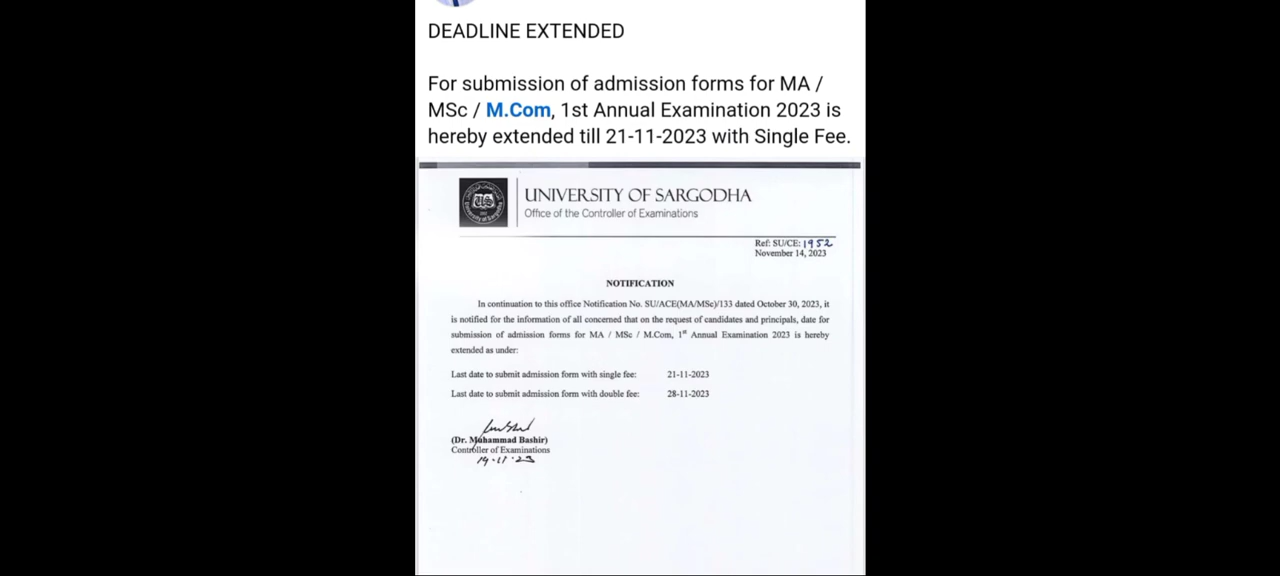 DEADLINE EXTENDED
For submission of admission forms for MA /
MSc / M.Com, 1st Annual Examination 2023 is
hereby extended till 21-11-2023 with Single Fee.
UNIVERSITY OF SARGODHA
Office of the Controller of Examinations
Ref: SU/CE: 1952
November 14, 2023
NOTIFICATION
In continuation to this office Notification No. SU/ACE(MA/MSc)/133 dated October 30, 2023, it
is notified for the information of all concerned that on the request of candidates and principals, date for
submission of admission forms for MA / MSc / M.Com, 1st Annual Examination 2023 is hereby
extended as under:
Last date to submit admission form with single fee: 21-11-2023
Last date to submit admission form with double fee: 28-11-2023
(Dr. Muhammad Bashir)
Controller of Examinations
14-11-23